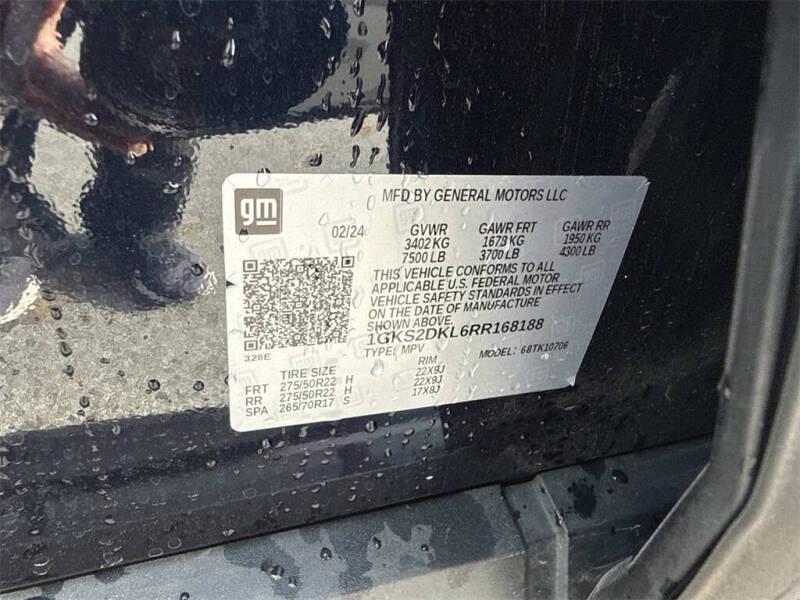 gm
MFD BY GENERAL MOTORS LLC
02/24 GVWR GAWR FRT GAWR RR
3402 KG 1678 KG 1950 KG
7500 LB 3700 LB 4300 LB
THIS VEHICLE CONFORMS TO ALL
APPLICABLE U.S. FEDERAL MOTOR
VEHICLE SAFETY STANDARDS IN EFFECT
ON THE DATE OF MANUFACTURE
SHOWN ABOVE.
1GKS2DKL6RR168188
328E
TYPE: MPV MODEL: 68TK10706
TIRE SIZE RIM
FRT 275/50R22 H 22X9J
RR 275/50R22 H 22X9J
SPA 265/70R17 S 17X8J